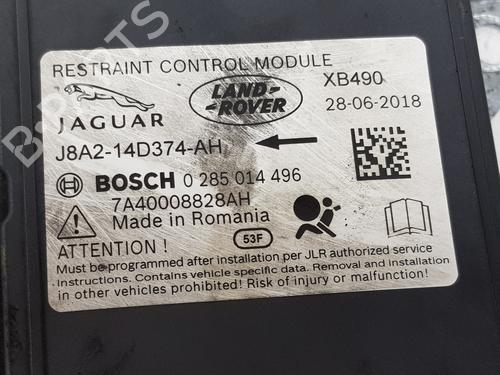 RESTRAINT CONTROL MODULE
JAGUAR
LAND-
ROVER
XB490
28-06-2018
J8A2-14D374-AH
BOSCH 0 285 014 496
7A40008828AH
Made in Romania
53F
ATTENTION !
Must be programmed after installation per JLR authorized service
Instructions. Contains vehicle specific data. Removal and installation
in other vehicles prohibited! Risk of injury or malfunction!